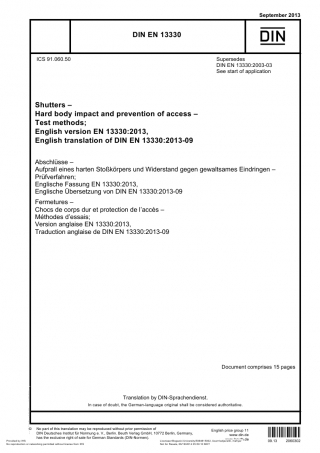 September 2013
DIN EN 13330
DIN
ICS 91.060.50
Supersedes
DIN EN 13330:2003-03
See start of application
Shutters –
Hard body impact and prevention of access –
Test methods;
English version EN 13330:2013,
English translation of DIN EN 13330:2013-09
Abschlüsse –
Aufprall eines harten Stoßkörpers und Widerstand gegen gewaltsames Eindringen –
Prüfverfahren;
Englische Fassung EN 13330:2013,
Englische Übersetzung von DIN EN 13330:2013-09
Fermetures –
Chocs de corps dur et protection de l'accès –
Méthodes d'essais;
Version anglaise EN 13330:2013,
Traduction anglaise de DIN EN 13330:2013-09
Document comprises 15 pages
Translation by DIN-Sprachendienst.
In case of doubt, the German-language original shall be considered authoritative.
© No part of this translation may be reproduced without prior permission of
DIN Deutsches Institut für Normung e. V., Berlin. Beuth Verlag GmbH, 10772 Berlin, Germany,
has the exclusive right of sale for German Standards (DIN-Normen).
English price group 11
www.din.de
09.13